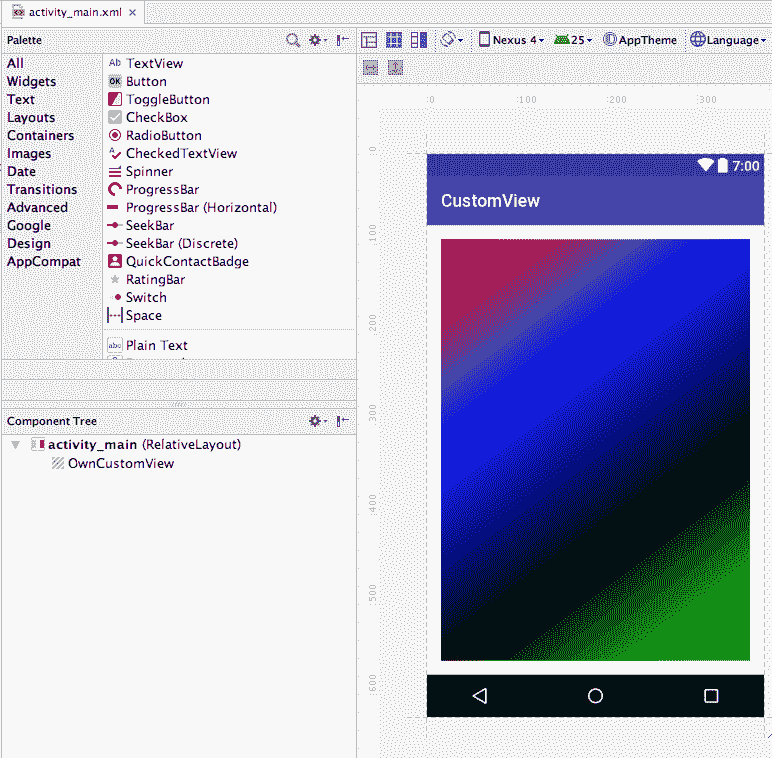 activity_main.xml ×
Palette
Nexus 4
25
AppTheme
Language
All
Widgets
Text
Layouts
Containers
Images
Date
Transitions
Advanced
Google
Design
AppCompat
Ab TextView
OK Button
ToggleButton
CheckBox
RadioButton
CheckedTextView
Spinner
ProgressBar
ProgressBar (Horizontal)
SeekBar
SeekBar (Discrete)
QuickContactBadge
RatingBar
Switch
Space
abc Plain Text
Component Tree
activity_main (RelativeLayout)
OwnCustomView
0 100 200 300
0
100
200
300
400
500
600
7:00
CustomView